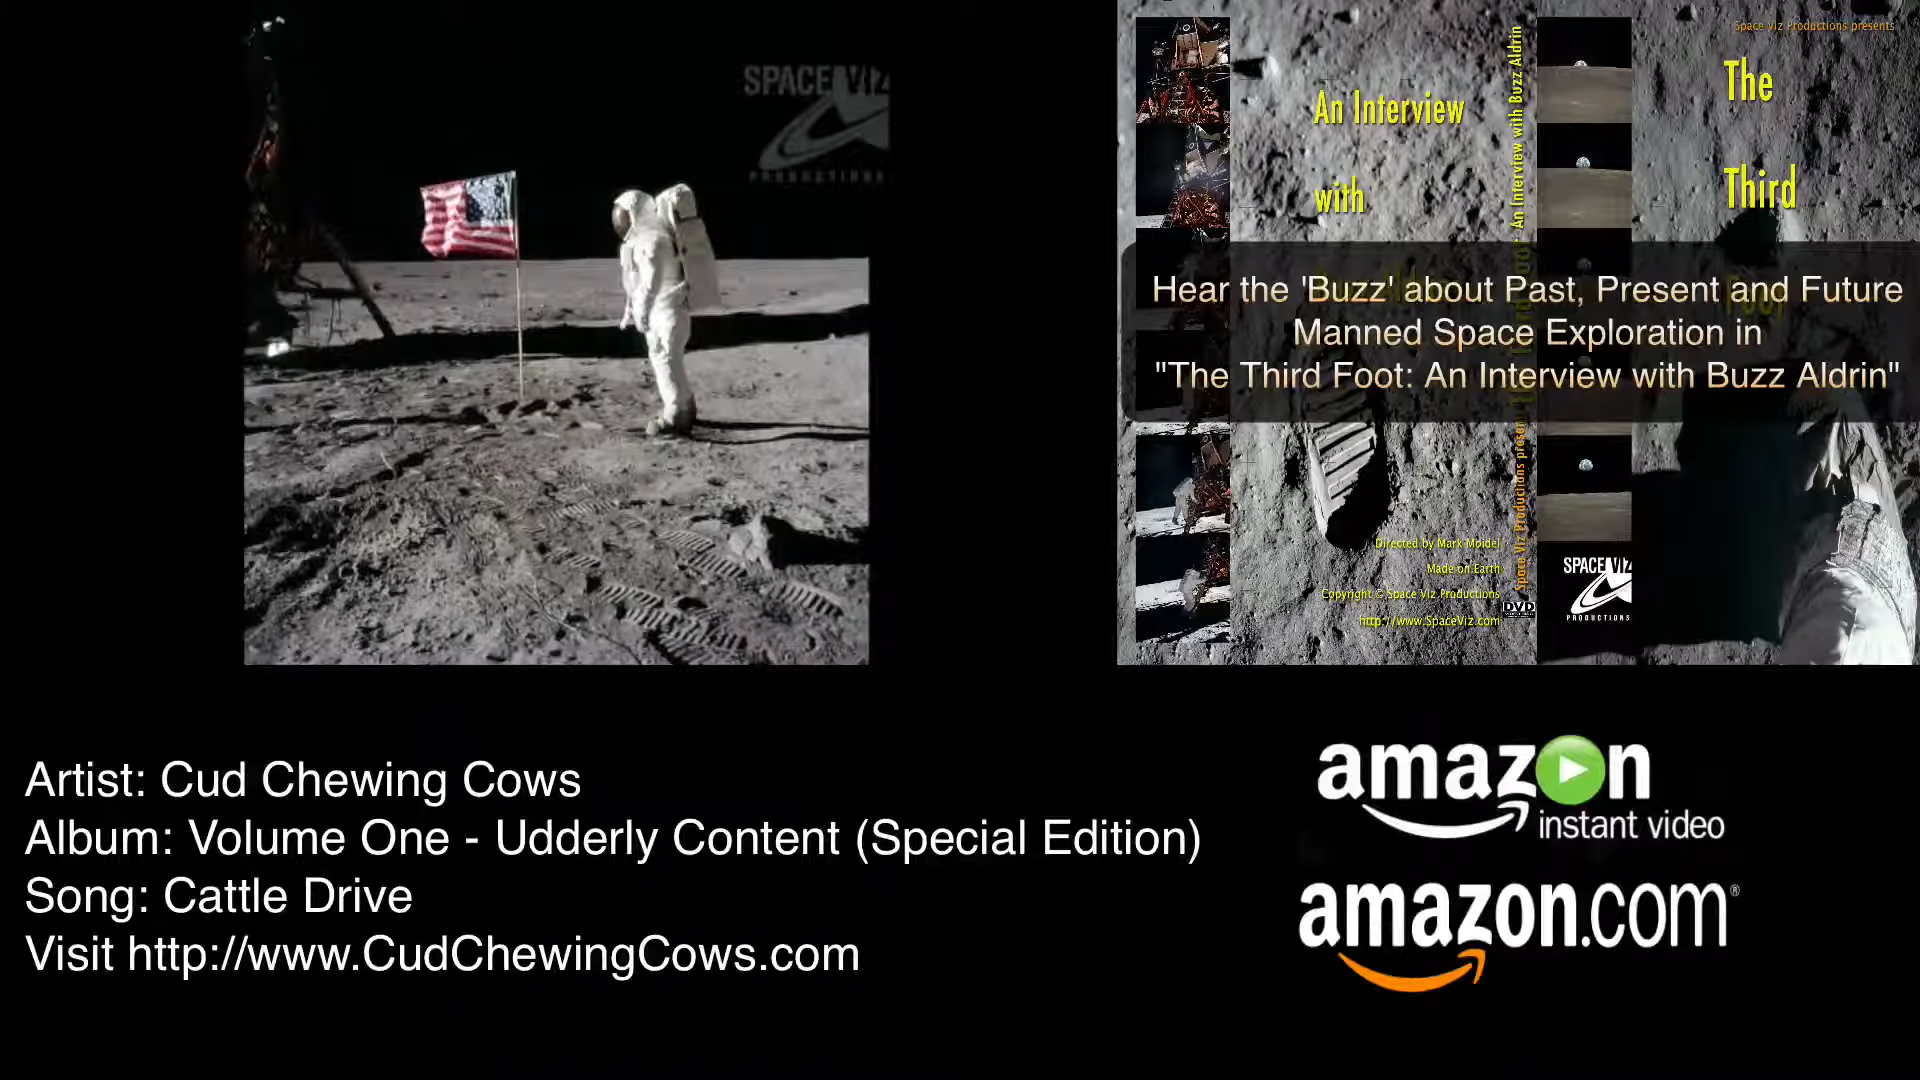 SPACE VIZ
PRODUCTIONS
Space Viz Productions presents
The
Third
An Interview
with
Space Viz Productions presents
An Interview with Buzz Aldrin
Hear the 'Buzz' about Past, Present and Future
Manned Space Exploration in
"The Third Foot: An Interview with Buzz Aldrin"
Directed by Mark Moidel
Made on Earth
Copyright © Space Viz Productions
http://www.SpaceViz.com
DVD
SPACE VIZ
PRODUCTIONS
Artist: Cud Chewing Cows
Album: Volume One - Udderly Content (Special Edition)
Song: Cattle Drive
Visit http://www.CudChewingCows.com
amazon
instant video
amazon.com®